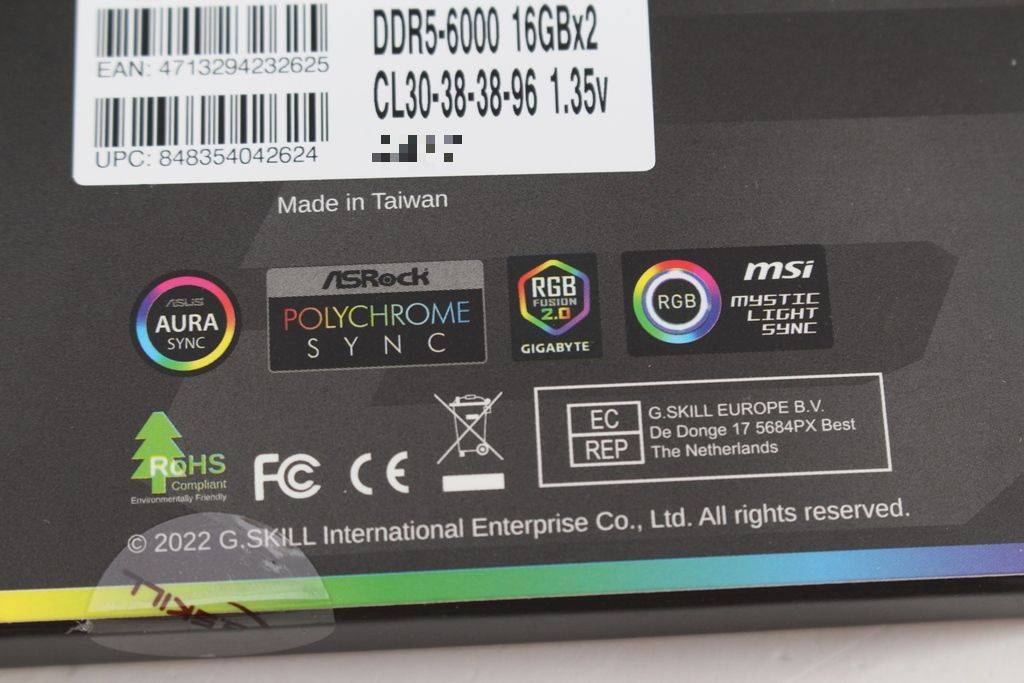 DDR5-6000 16GBx2
EAN: 4713294232625
CL30-38-38-96 1.35v
UPC: 848354042624
Made in Taiwan
ASUS
AURA
SYNC
ASRock
POLYCHROME
SYNC
RGB
FUSION
2.0
GIGABYTE
RGB
msi
MYSTIC
LIGHT
SYNC
RoHS
Compliant
Environmentally Friendly
FC
CE
EC
REP
G.SKILL EUROPE B.V.
De Donge 17 5684PX Best
The Netherlands
© 2022 G.SKILL International Enterprise Co., Ltd. All rights reserved.
G.SKILL